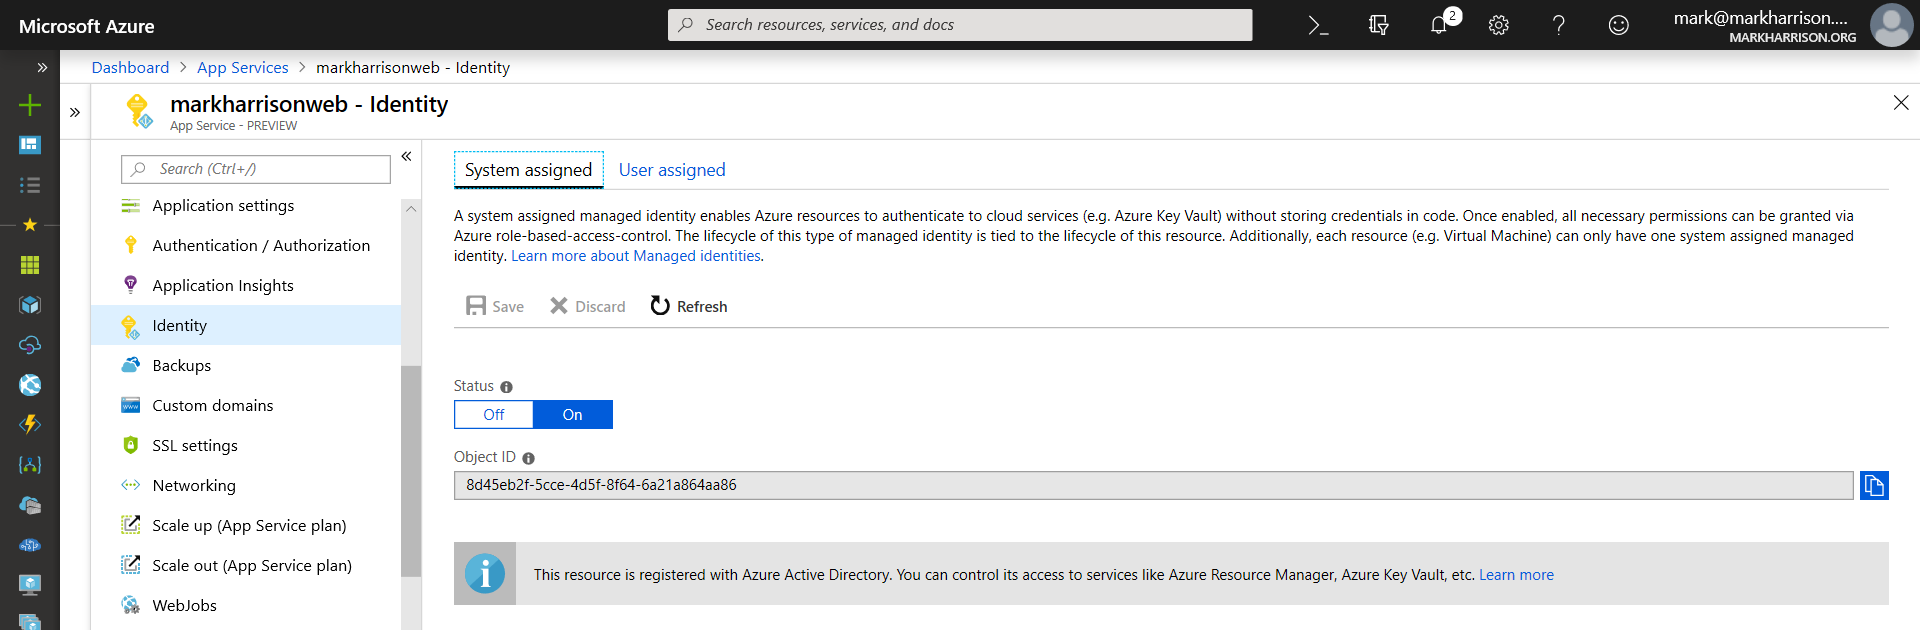 Microsoft Azure
Search resources, services, and docs
2
mark@markharrison....
MARKHARRISON.ORG
Dashboard > App Services > markharrisonweb - Identity
markharrisonweb - Identity
App Service - PREVIEW
Search (Ctrl+/)
Application settings
Authentication / Authorization
Application Insights
Identity
Backups
Custom domains
SSL settings
Networking
Scale up (App Service plan)
Scale out (App Service plan)
WebJobs
System assigned User assigned
A system assigned managed identity enables Azure resources to authenticate to cloud services (e.g. Azure Key Vault) without storing credentials in code. Once enabled, all necessary permissions can be granted via
Azure role-based-access-control. The lifecycle of this type of managed identity is tied to the lifecycle of this resource. Additionally, each resource (e.g. Virtual Machine) can only have one system assigned managed
identity. Learn more about Managed identities.
Save Discard Refresh
Status
Off On
Object ID
8d45eb2f-5cce-4d5f-8f64-6a21a864aa86
This resource is registered with Azure Active Directory. You can control its access to services like Azure Resource Manager, Azure Key Vault, etc. Learn more